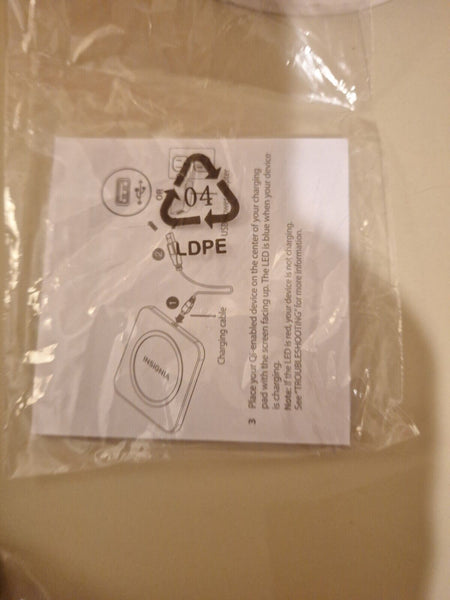 04
LDPE
OR
2
1
INSIGNIA
Charging cable
3 Place your Qi-enabled device on the center of your charging
pad with the screen facing up. The LED is blue when your device
is charging.
Note: If the LED is red, your device is not charging.
See "TROUBLESHOOTING" for more information.